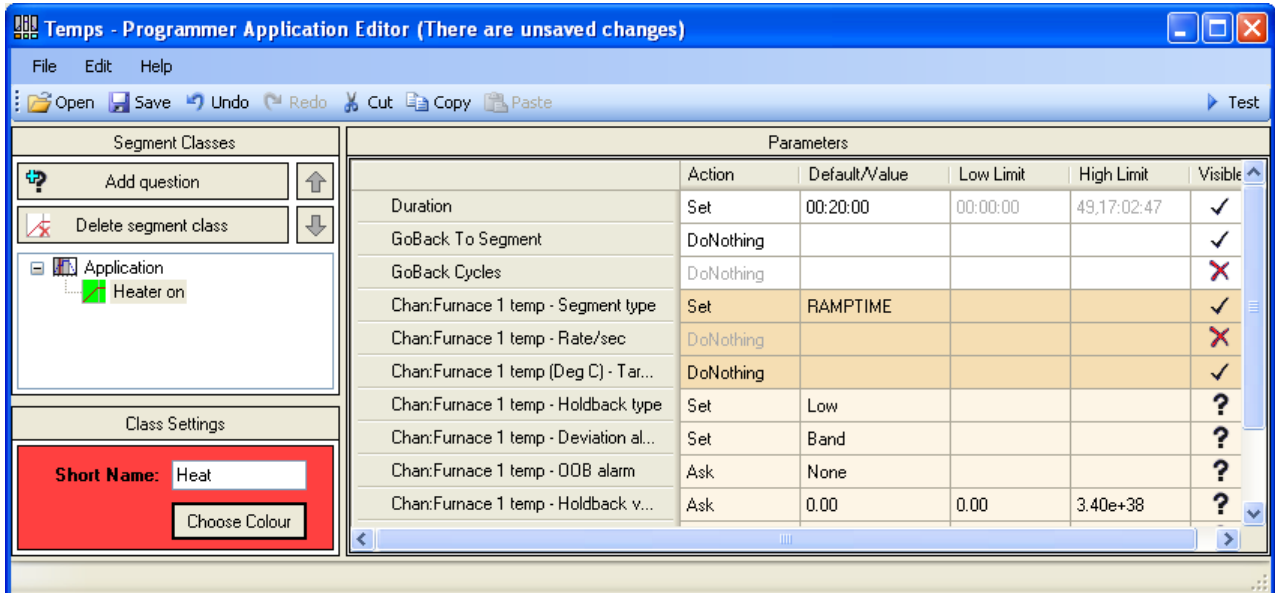 Temps - Programmer Application Editor (There are unsaved changes)
File Edit Help
Open Save Undo Redo Cut Copy Paste Test
Segment Classes
Add question
Delete segment class
Application
Heater on
Class Settings
Short Name: Heat
Choose Colour
Parameters
Action Default/Value Low Limit High Limit Visible
Duration Set 00:20:00 00:00:00 49,17:02:47
GoBack To Segment DoNothing
GoBack Cycles DoNothing
Chan:Furnace 1 temp - Segment type Set RAMPTIME
Chan:Furnace 1 temp - Rate/sec DoNothing
Chan:Furnace 1 temp (Deg C) - Tar... DoNothing
Chan:Furnace 1 temp - Holdback type Set Low ?
Chan:Furnace 1 temp - Deviation al... Set Band ?
Chan:Furnace 1 temp - OOB alarm Ask None ?
Chan:Furnace 1 temp - Holdback v... Ask 0.00 0.00 3.40e+38 ?